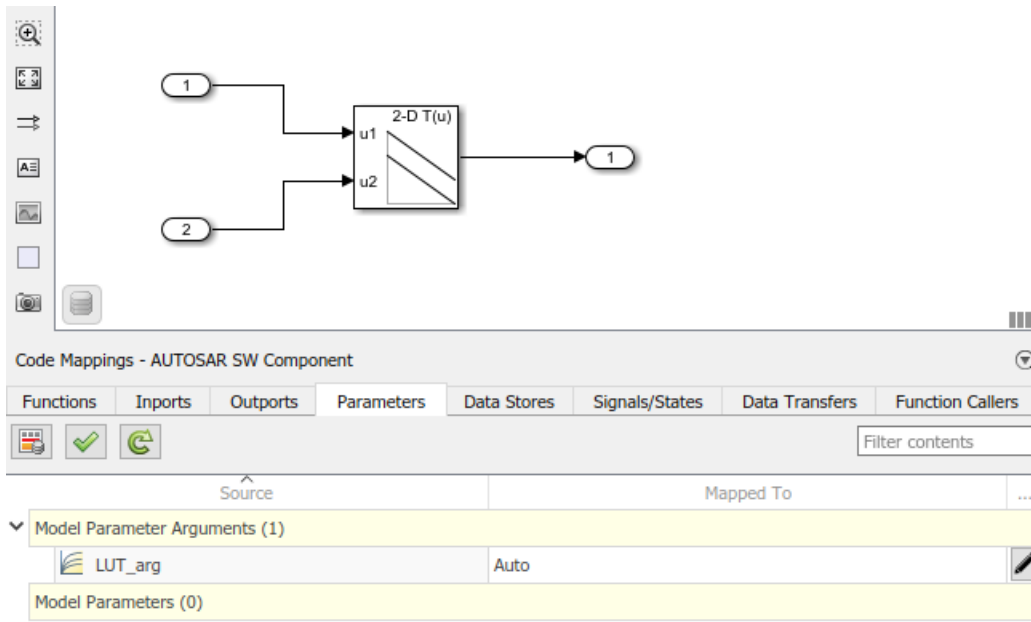 1
2-D T(u)
u1
1
u2
2
A
Code Mappings - AUTOSAR SW Component
Functions Inports Outports Parameters Data Stores Signals/States Data Transfers Function Callers
Filter contents
Source Mapped To ...
Model Parameter Arguments (1)
LUT_arg Auto
Model Parameters (0)